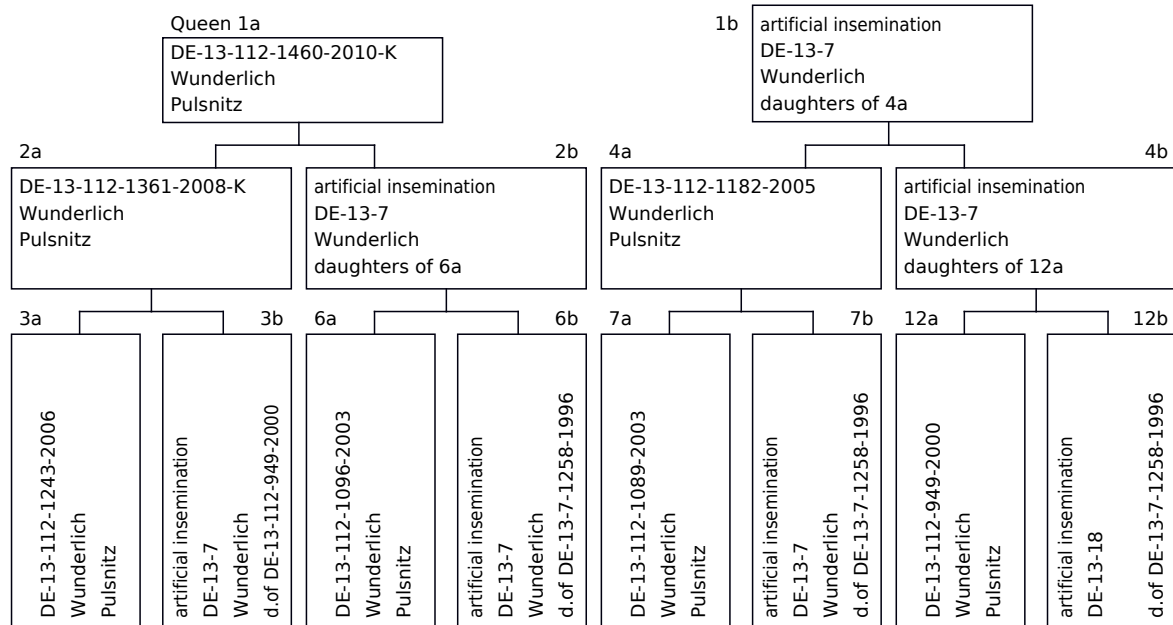 Queen 1a
DE-13-112-1460-2010-K
Wunderlich
Pulsnitz
1b
artificial insemination
DE-13-7
Wunderlich
daughters of 4a
2a
DE-13-112-1361-2008-K
Wunderlich
Pulsnitz
2b
artificial insemination
DE-13-7
Wunderlich
daughters of 6a
4a
DE-13-112-1182-2005
Wunderlich
Pulsnitz
4b
artificial insemination
DE-13-7
Wunderlich
daughters of 12a
3a
DE-13-112-1243-2006
Wunderlich
Pulsnitz
3b
artificial insemination
DE-13-7
Wunderlich
d.of DE-13-112-949-2000
6a
DE-13-112-1096-2003
Wunderlich
Pulsnitz
6b
artificial insemination
DE-13-7
Wunderlich
d.of DE-13-7-1258-1996
7a
DE-13-112-1089-2003
Wunderlich
Pulsnitz
7b
artificial insemination
DE-13-7
Wunderlich
d.of DE-13-7-1258-1996
12a
DE-13-112-949-2000
Wunderlich
Pulsnitz
12b
artificial insemination
DE-13-18
d.of DE-13-7-1258-1996